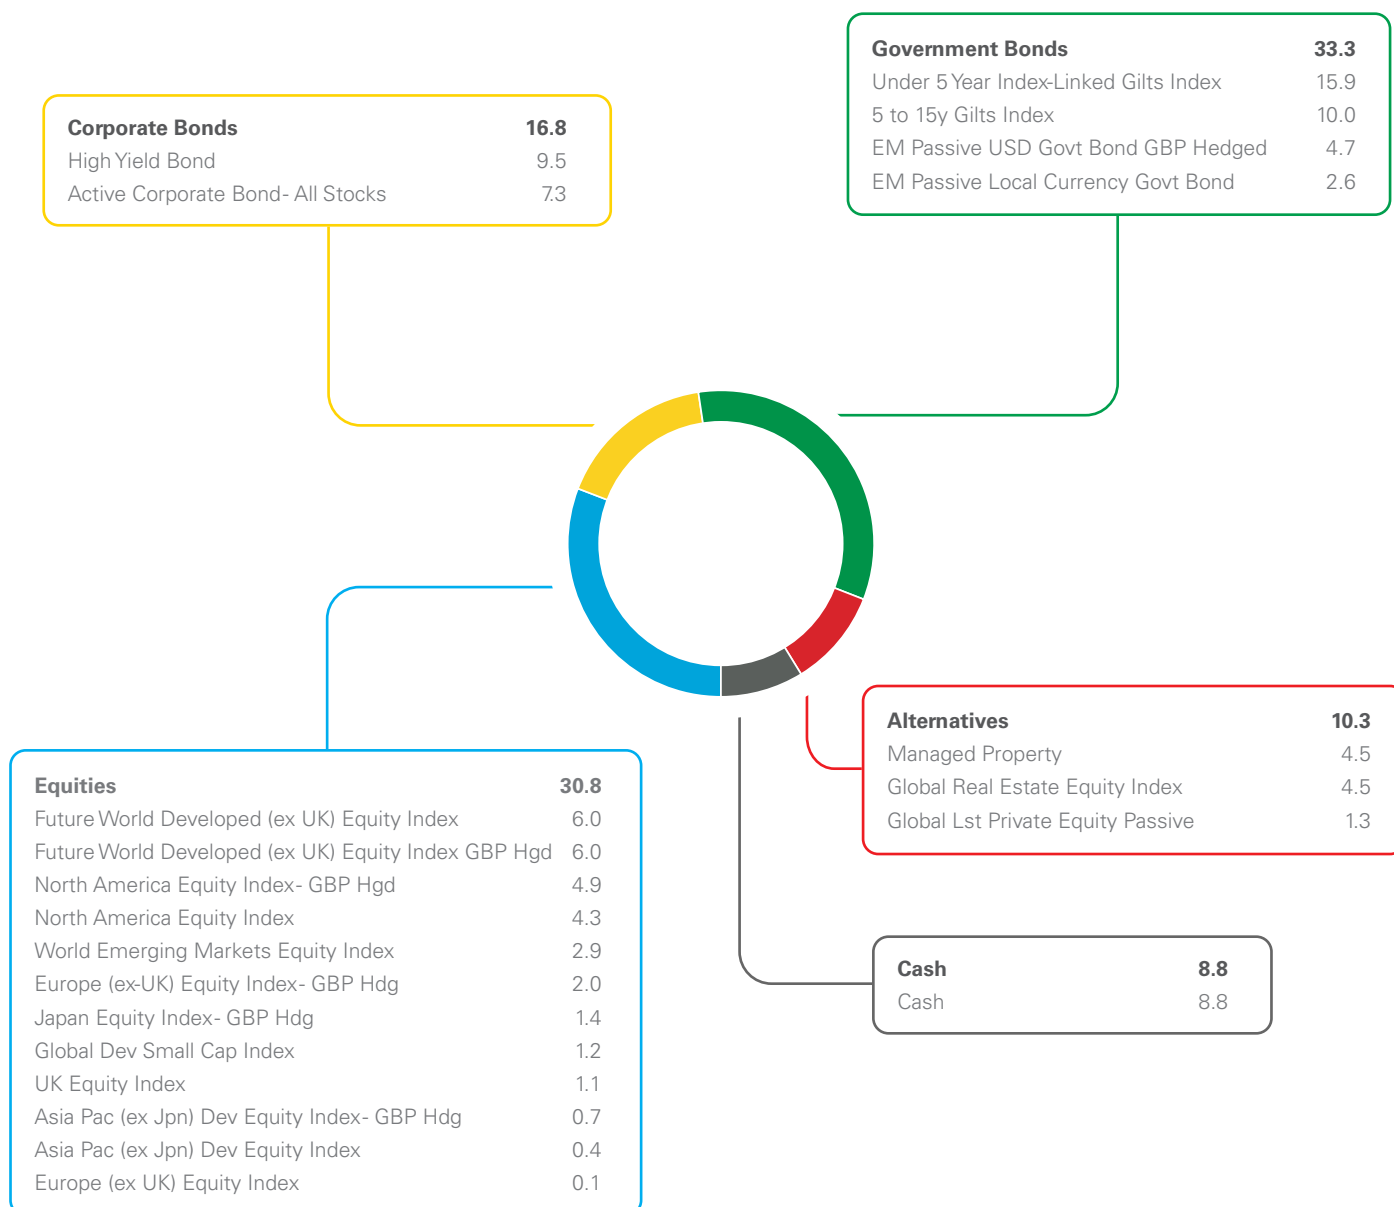 Government Bonds 33.3
Under 5 Year Index-Linked Gilts Index 15.9
5 to 15y Gilts Index 10.0
EM Passive USD Govt Bond GBP Hedged 4.7
EM Passive Local Currency Govt Bond 2.6
Corporate Bonds 16.8
High Yield Bond 9.5
Active Corporate Bond - All Stocks 7.3
Alternatives 10.3
Managed Property 4.5
Global Real Estate Equity Index 4.5
Global Lst Private Equity Passive 1.3
Equities 30.8
Future World Developed (ex UK) Equity Index 6.0
Future World Developed (ex UK) Equity Index GBP Hgd 6.0
North America Equity Index - GBP Hgd 4.9
North America Equity Index 4.3
World Emerging Markets Equity Index 2.9
Europe (ex-UK) Equity Index - GBP Hdg 2.0
Japan Equity Index - GBP Hdg 1.4
Global Dev Small Cap Index 1.2
UK Equity Index 1.1
Asia Pac (ex Jpn) Dev Equity Index - GBP Hdg 0.7
Asia Pac (ex Jpn) Dev Equity Index 0.4
Europe (ex UK) Equity Index 0.1
Cash 8.8
Cash 8.8